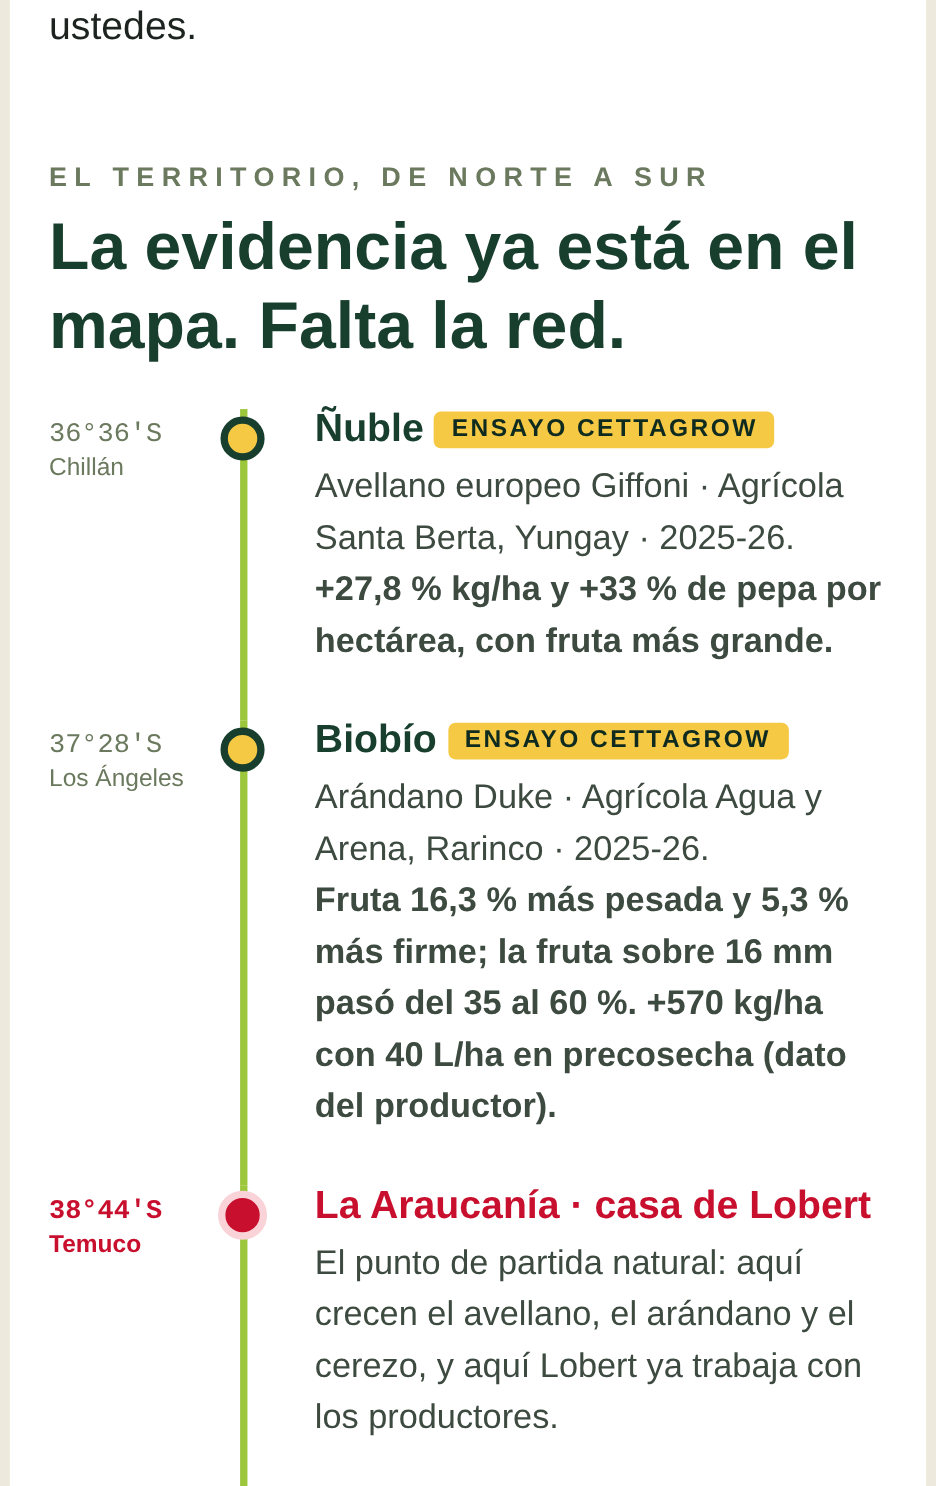 ustedes.
EL TERRITORIO, DE NORTE A SUR
La evidencia ya está en el
mapa. Falta la red.
36°36'S
Chillán
Ñuble ENSAYO CETTAGROW
Avellano europeo Giffoni · Agrícola
Santa Berta, Yungay · 2025-26.
+27,8 % kg/ha y +33 % de pepa por
hectárea, con fruta más grande.
37°28'S
Los Ángeles
Biobío ENSAYO CETTAGROW
Arándano Duke · Agrícola Agua y
Arena, Rarinco · 2025-26.
Fruta 16,3 % más pesada y 5,3 %
más firme; la fruta sobre 16 mm
pasó del 35 al 60 %. +570 kg/ha
con 40 L/ha en precosecha (dato
del productor).
38°44'S
Temuco
La Araucanía · casa de Lobert
El punto de partida natural: aquí
crecen el avellano, el arándano y el
cerezo, y aquí Lobert ya trabaja con
los productores.